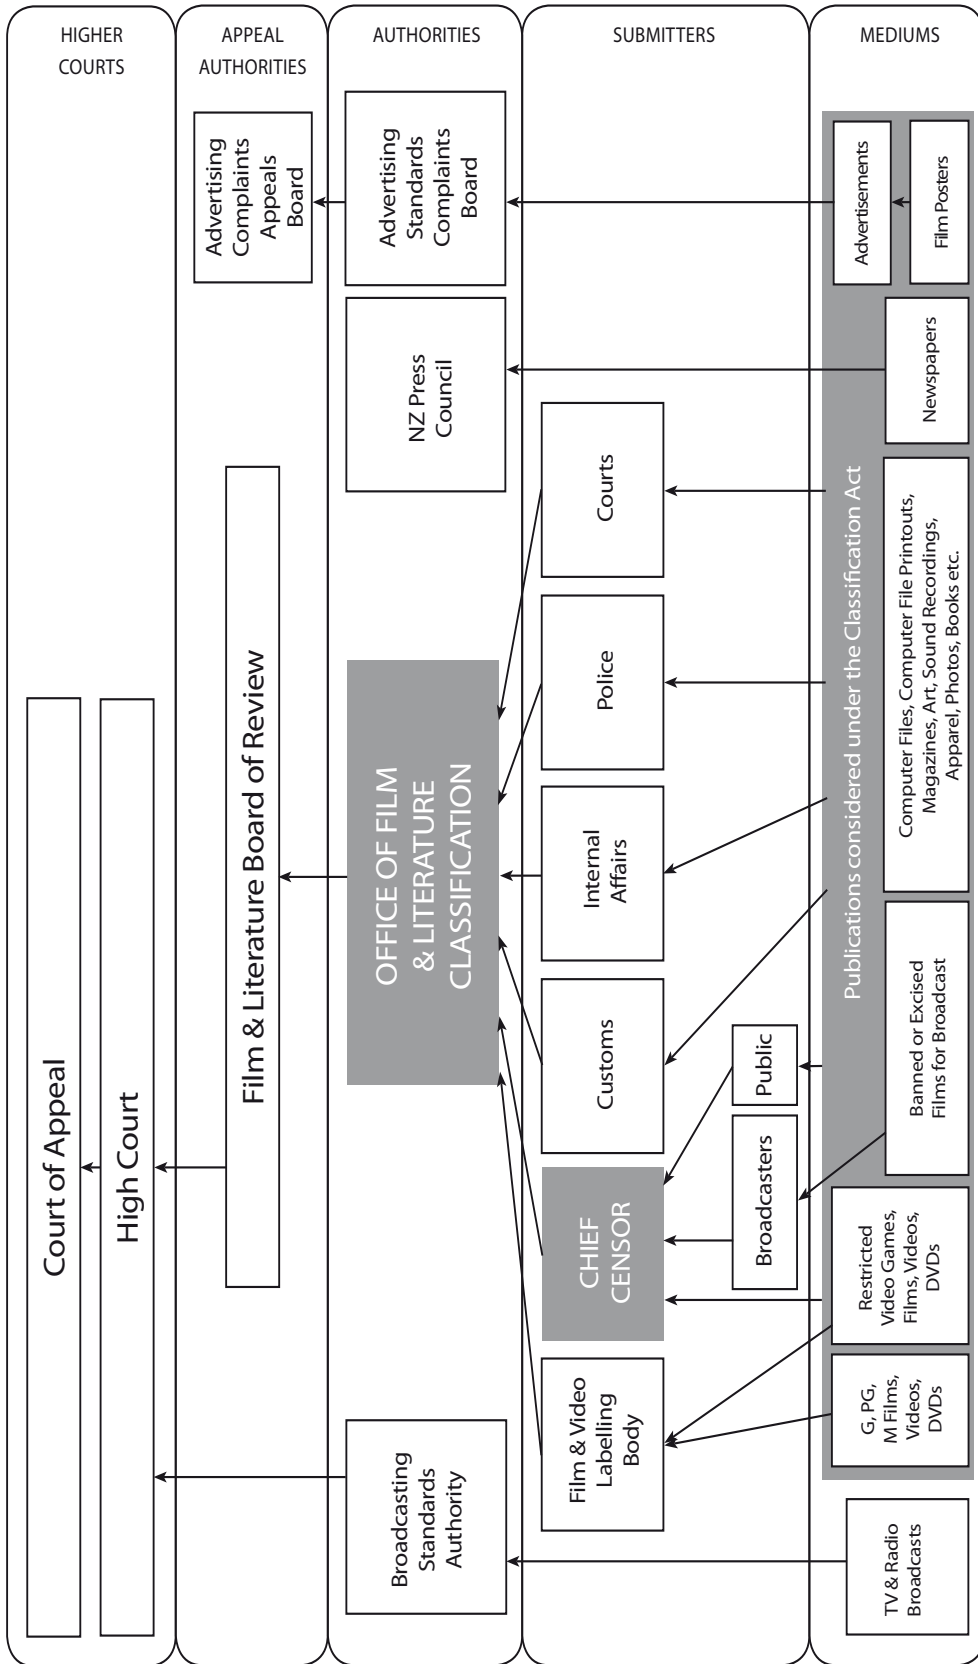 HIGHER
COURTS
Court of Appeal
High Court
APPEAL
AUTHORITIES
Film & Literature Board of Review
Advertising
Complaints
Appeals
Board
AUTHORITIES
Broadcasting
Standards
Authority
OFFICE OF FILM
& LITERATURE
CLASSIFICATION
NZ Press
Council
Advertising
Standards
Complaints
Board
SUBMITTERS
Film & Video
Labelling
Body
CHIEF
CENSOR
Customs
Internal
Affairs
Police
Courts
Broadcasters
Public
MEDIUMS
Publications considered under the Classification Act
TV & Radio
Broadcasts
G, PG,
M Films,
Videos,
DVDs
Restricted
Video Games,
Films, Videos,
DVDs
Banned or Excised
Films for Broadcast
Computer Files, Computer File Printouts,
Magazines, Art, Sound Recordings,
Apparel, Photos, Books etc.
Newspapers
Advertisements
Film Posters